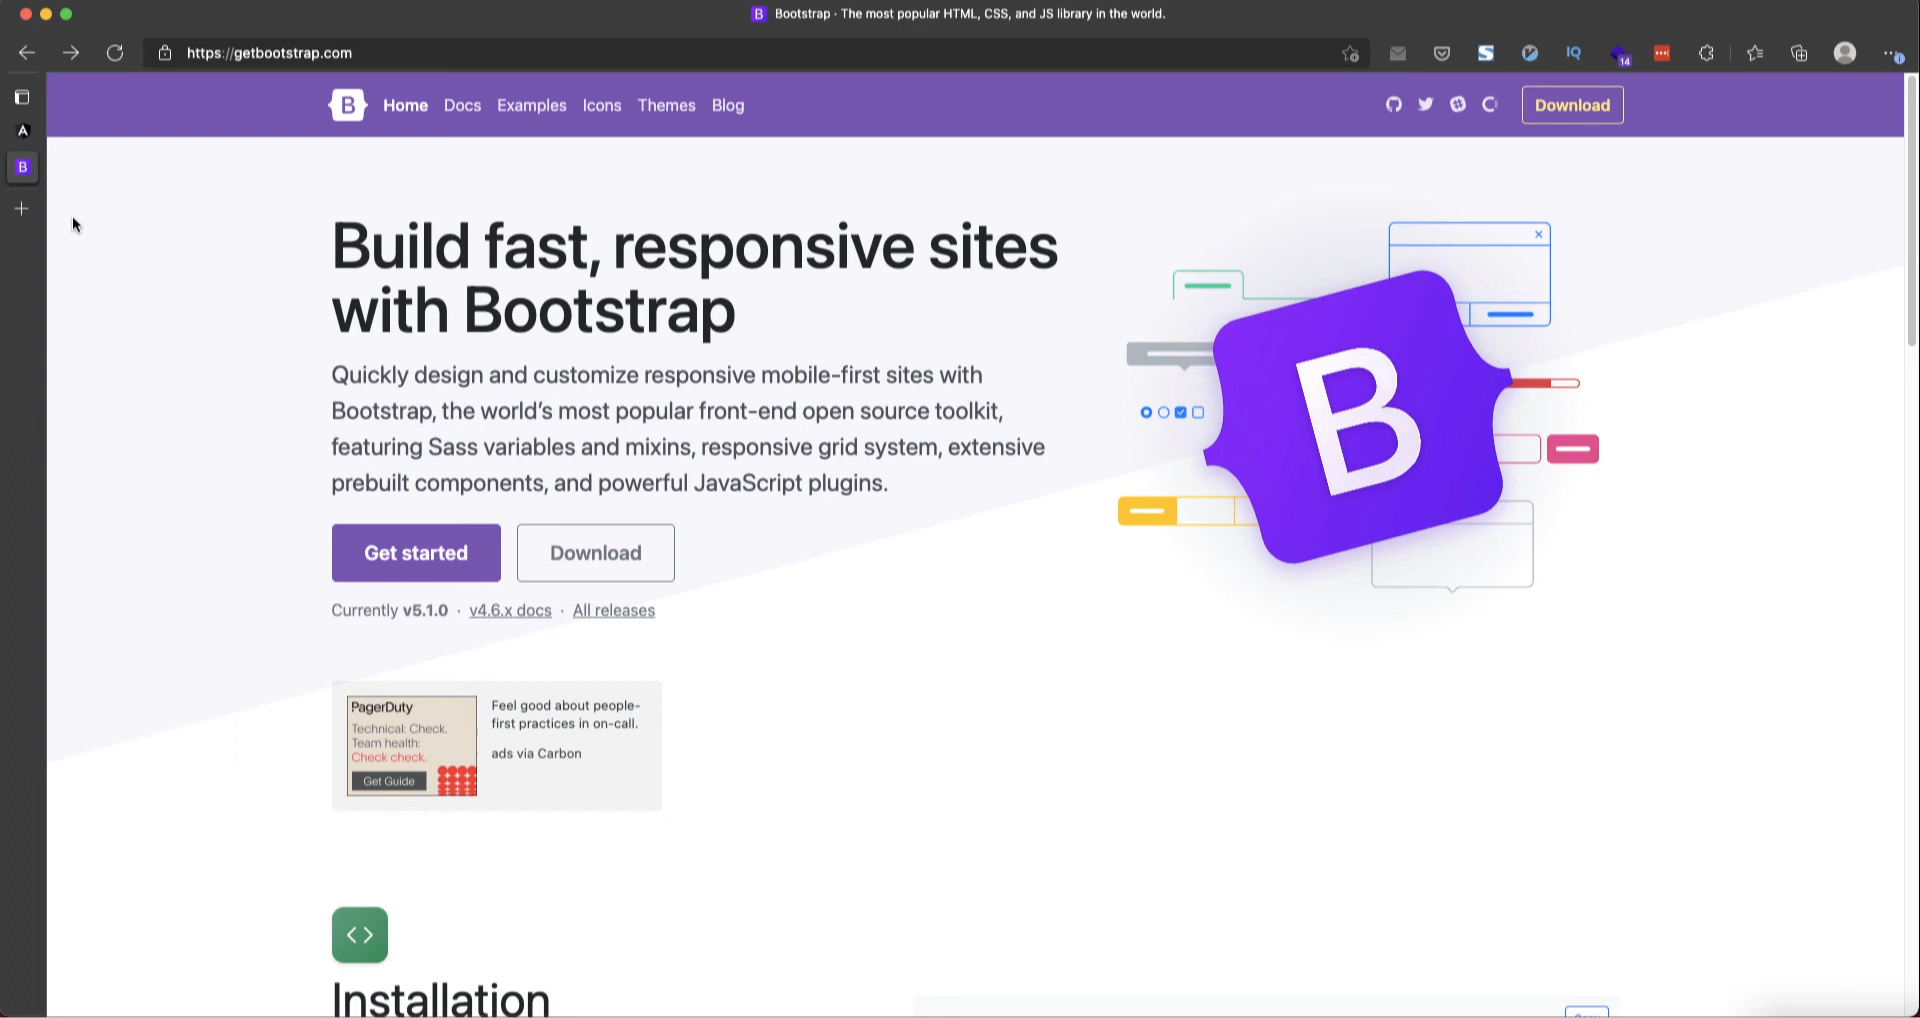 Bootstrap · The most popular HTML, CSS, and JS library in the world.
https://getbootstrap.com
IQ
14
A
B
B
Home
Docs
Examples
Icons
Themes
Blog
Download
Build fast, responsive sites
with Bootstrap
Quickly design and customize responsive mobile-first sites with
Bootstrap, the world’s most popular front-end open source toolkit,
featuring Sass variables and mixins, responsive grid system, extensive
prebuilt components, and powerful JavaScript plugins.
B
Get started
Download
Currently v5.1.0 · v4.6.x docs · All releases
PagerDuty
Technical: Check.
Team health:
Check check.
Get Guide
Feel good about people-
first practices in on-call.
ads via Carbon
Installation